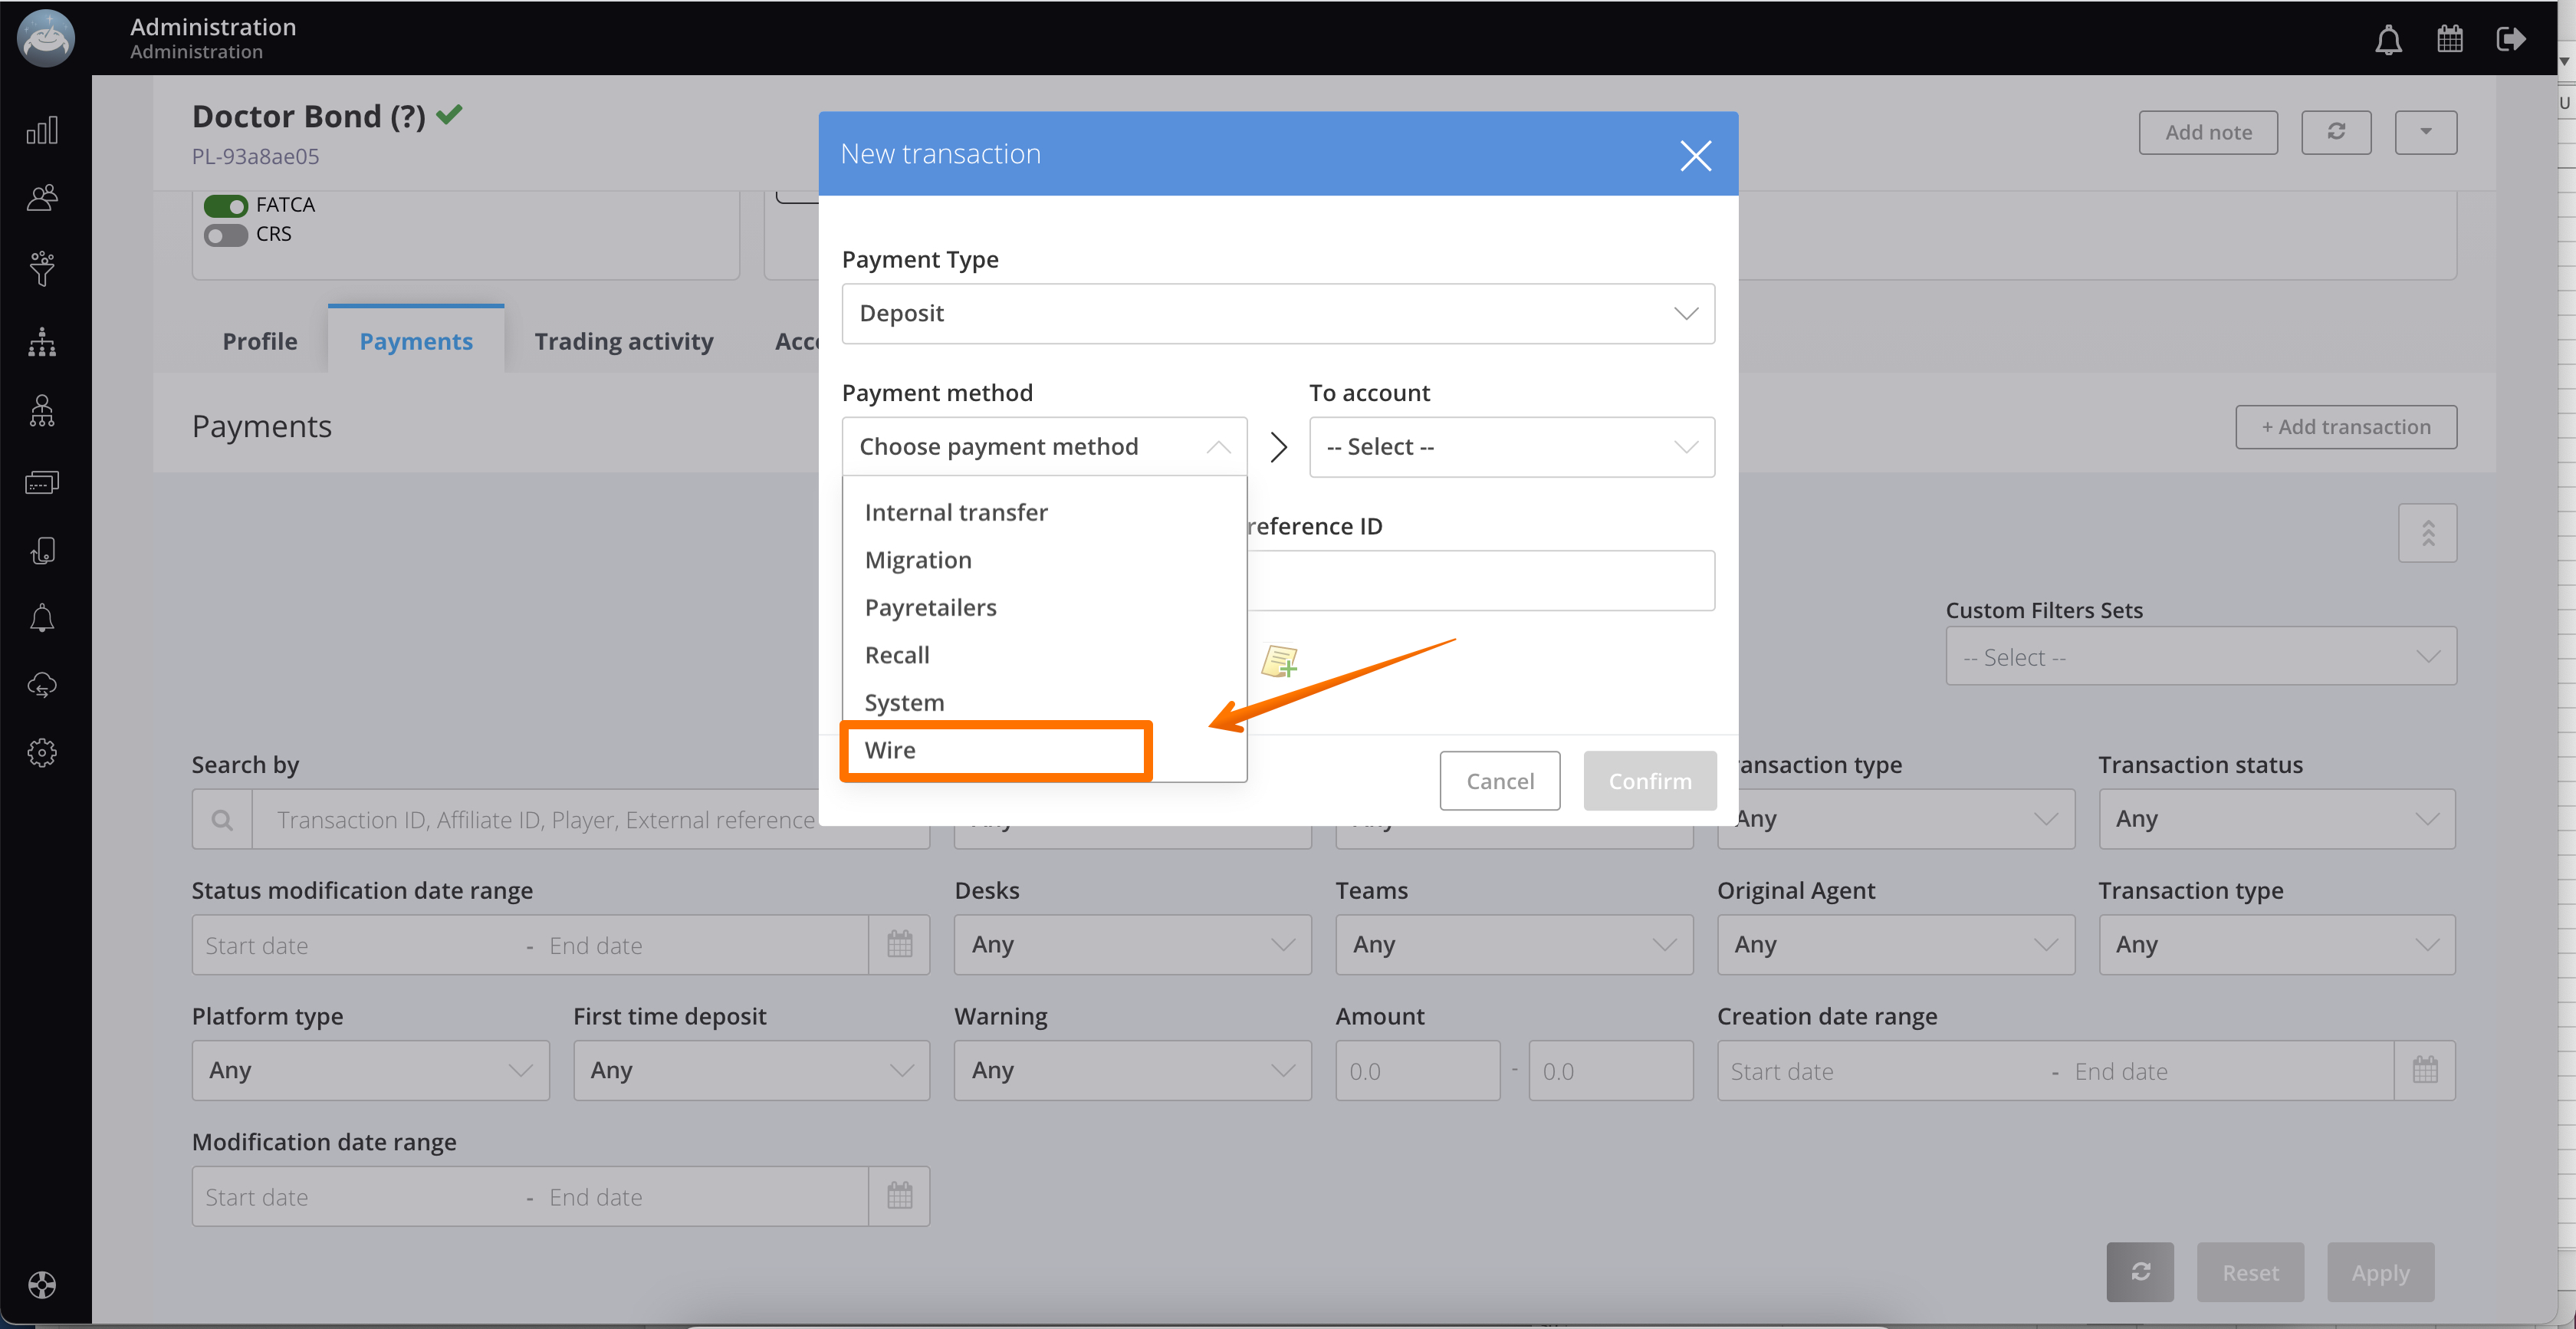 Administration
Administration
Doctor Bond (?)
PL-93a8ae05
Add note
FATCA
CRS
Profile
Payments
Trading activity
Payments
+ Add transaction
New transaction
Payment Type
Deposit
Payment method
To account
Choose payment method
-- Select --
Internal transfer
Migration
Payretailers
Recall
System
Wire
reference ID
Cancel
Confirm
Custom Filters Sets
-- Select --
Search by
Transaction type
Transaction status
Transaction ID, Affiliate ID, Player, External reference
Any
Any
Status modification date range
Desks
Teams
Original Agent
Transaction type
Start date - End date
Any
Any
Any
Any
Platform type
First time deposit
Warning
Amount
Creation date range
Any
Any
Any
0.0 - 0.0
Start date - End date
Modification date range
Start date - End date
Reset
Apply